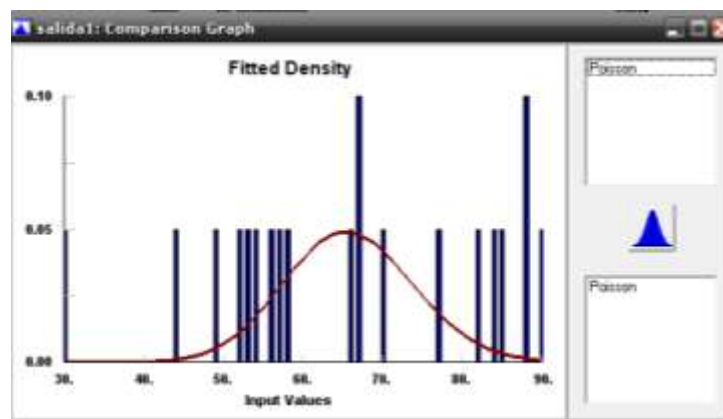 salida1: Comparison Graph
Fitted Density
Poisson
0.10
0.05
0.00
30. 40. 50. 60. 70. 80. 90.
Input Values
Poisson